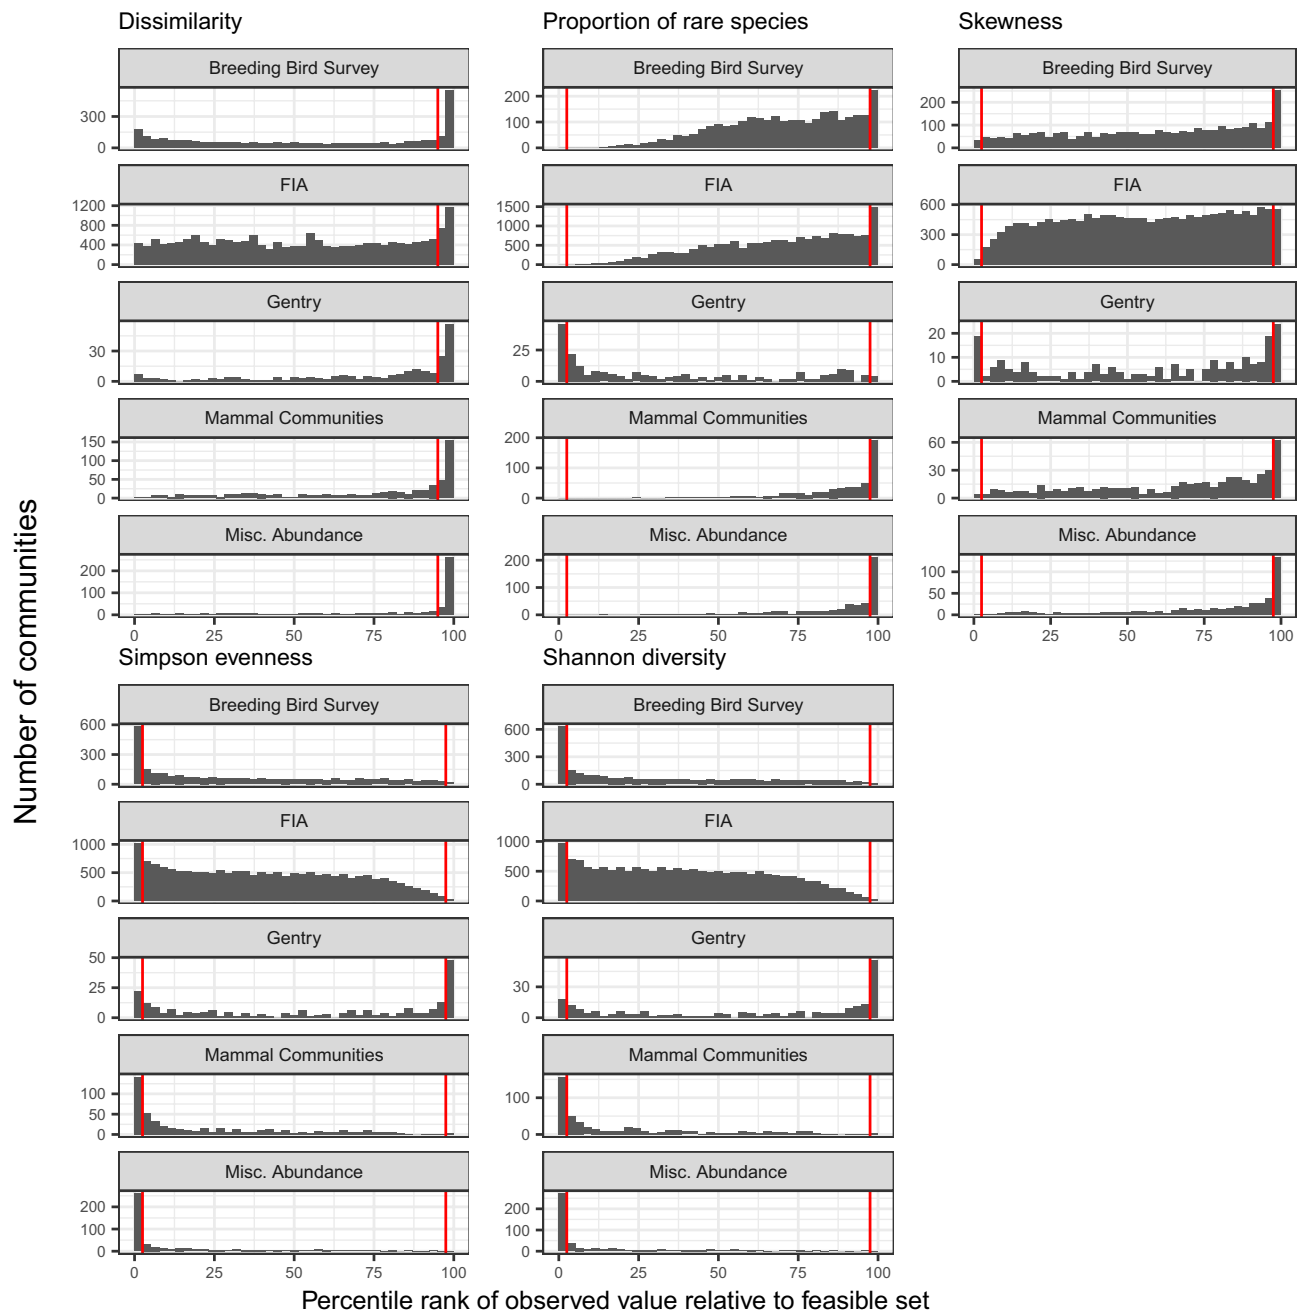 Dissimilarity
Proportion of rare species
Skewness
Breeding Bird Survey
Breeding Bird Survey
Breeding Bird Survey
300
0
200
100
0
200
100
0
FIA
FIA
FIA
1200
800
400
0
1500
1000
500
0
600
300
0
Gentry
Gentry
Gentry
30
0
25
0
20
10
0
Mammal Communities
Mammal Communities
Mammal Communities
150
100
50
0
200
100
0
60
30
0
Misc. Abundance
Misc. Abundance
Misc. Abundance
200
100
0
200
100
0
100
50
0
0 25 50 75 100
0 25 50 75 100
0 25 50 75 100
Number of communities
Simpson evenness
Shannon diversity
Breeding Bird Survey
Breeding Bird Survey
600
300
0
600
300
0
FIA
FIA
1000
500
0
1000
500
0
Gentry
Gentry
50
25
0
30
0
Mammal Communities
Mammal Communities
100
50
0
100
0
Misc. Abundance
Misc. Abundance
200
100
0
200
100
0
0 25 50 75 100
0 25 50 75 100
Percentile rank of observed value relative to feasible set